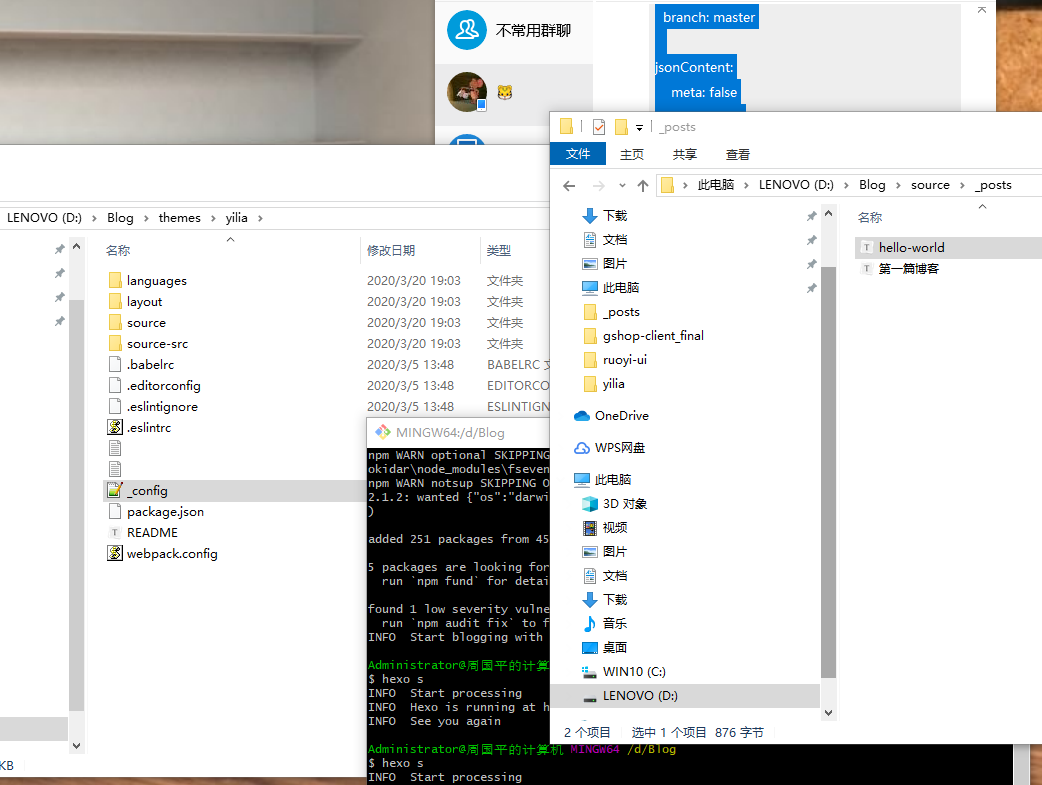 不常用群聊
branch: master
jsonContent:
meta: false
_posts
文件 主页 共享 查看
此电脑 LENOVO (D:) Blog source _posts
下载
文档
图片
此电脑
_posts
gshop-client_final
ruoyi-ui
yilia
OneDrive
WPS网盘
此电脑
3D 对象
视频
图片
文档
下载
音乐
桌面
WIN10 (C:)
LENOVO (D:)
名称
hello-world
第一篇博客
2 个项目 选中 1 个项目 876 字节
LENOVO (D:) Blog themes yilia
名称 修改日期 类型
languages 2020/3/20 19:03 文件夹
layout 2020/3/20 19:03 文件夹
source 2020/3/20 19:03 文件夹
source-src 2020/3/20 19:03 文件夹
.babelrc 2020/3/5 13:48 BABELRC
.editorconfig 2020/3/5 13:48 EDITORCO
.eslintignore 2020/3/5 13:48 ESLINTIGN
.eslintrc
_config
package.json
README
webpack.config
KB
MINGW64:/d/Blog
npm WARN optional SKIPPING
okidar\node_modules\fseven
npm WARN notsup SKIPPING O
2.1.2: wanted {"os":"darwi
)
added 251 packages from 45
5 packages are looking for
run `npm fund` for detai
found 1 low severity vulne
run `npm audit fix` to f
INFO Start blogging with
Administrator@周国平的计算
$ hexo s
INFO Start processing
INFO Hexo is running at h
INFO See you again
Administrator@周国平的计算机 MINGW64 /d/Blog
$ hexo s
INFO Start processing